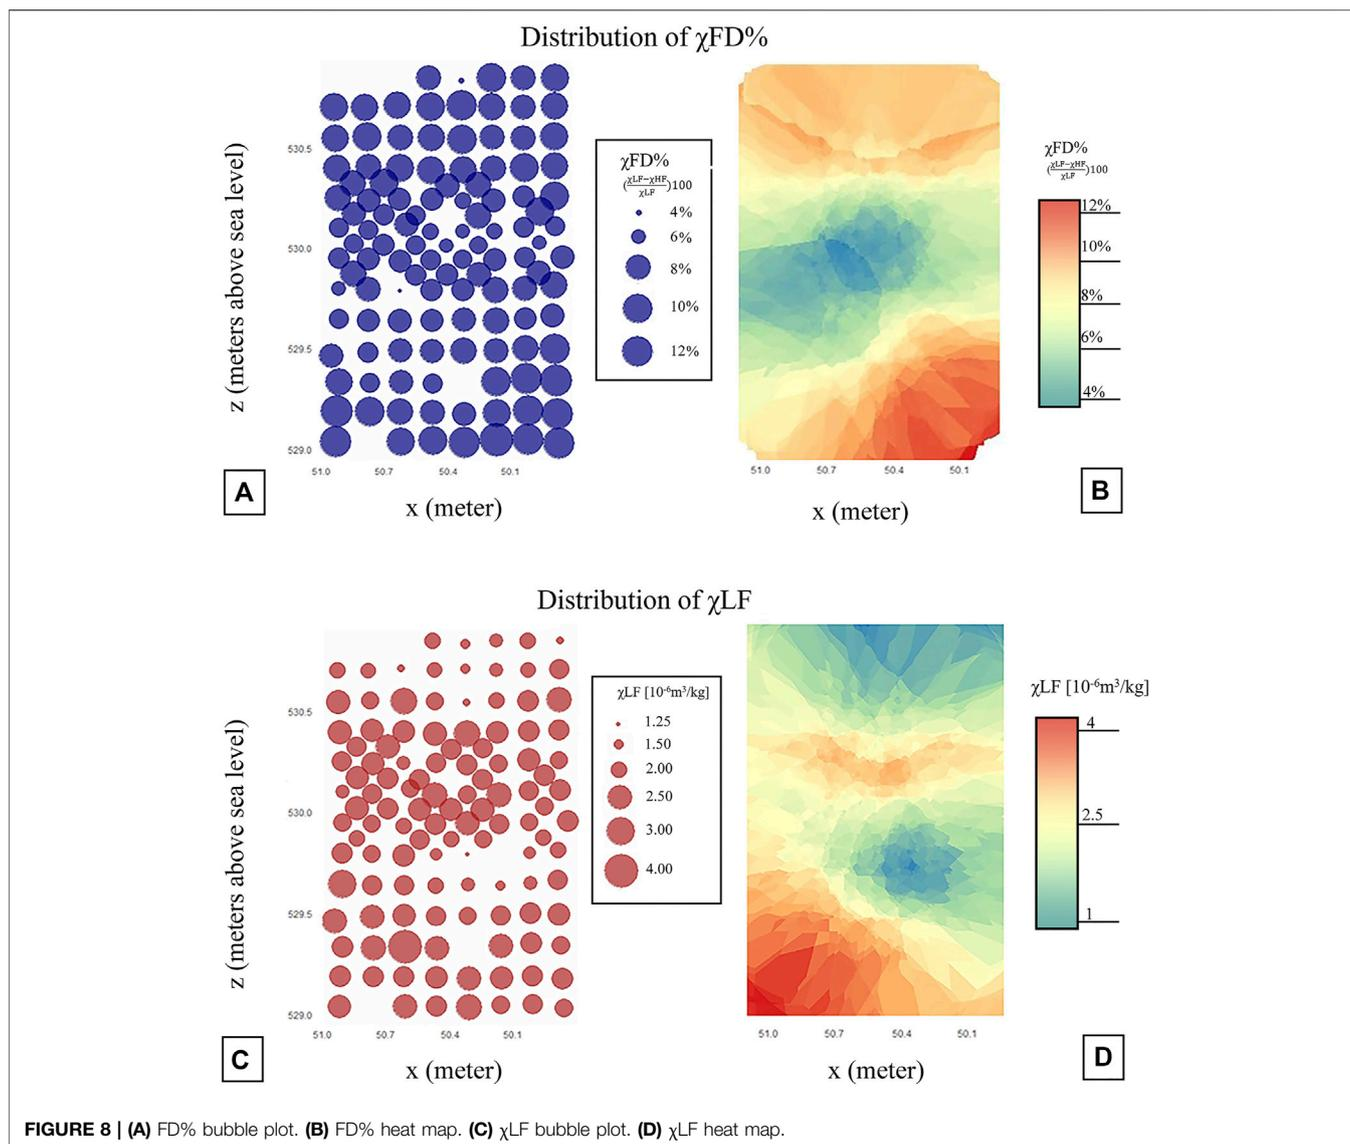 Distribution of χFD%
z (meters above sea level)
530.5
530.0
529.5
529.0
51.0 50.7 50.4 50.1
x (meter)
A
χFD%
(χLF−χHF/χLF)100
4%
6%
8%
10%
12%
51.0 50.7 50.4 50.1
x (meter)
B
χFD%
(χLF−χHF/χLF)100
12%
10%
8%
6%
4%
Distribution of χLF
z (meters above sea level)
530.5
530.0
529.5
529.0
51.0 50.7 50.4 50.1
x (meter)
C
χLF [10⁻⁶m³/kg]
1.25
1.50
2.00
2.50
3.00
4.00
51.0 50.7 50.4 50.1
x (meter)
D
χLF [10⁻⁶m³/kg]
4
2.5
1
FIGURE 8 | (A) FD% bubble plot. (B) FD% heat map. (C) χLF bubble plot. (D) χLF heat map.